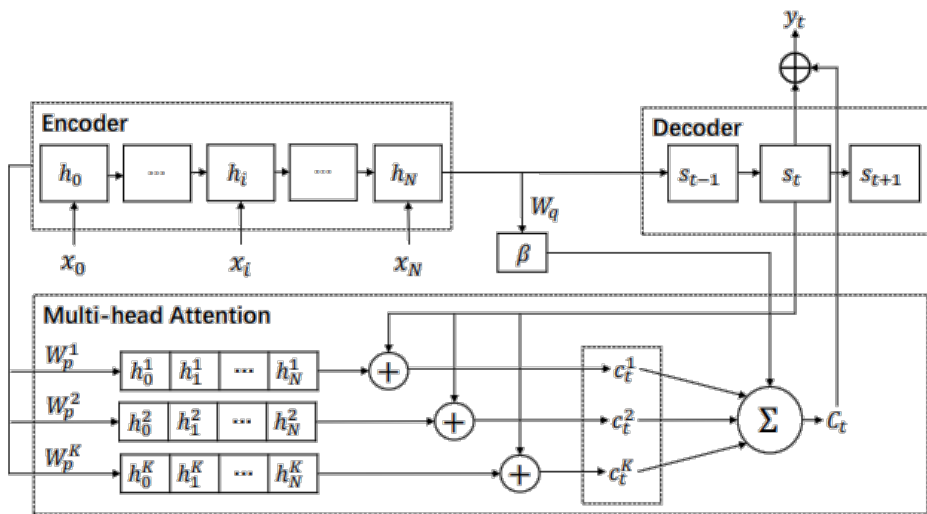 y_t
Encoder
Decoder
h_0 ... h_i ... h_N
s_{t-1} s_t s_{t+1}
W_q
x_0 x_i x_N
β
Multi-head Attention
W_p^1 h_0^1 h_1^1 ... h_N^1 + c_t^1
W_p^2 h_0^2 h_1^2 ... h_N^2 + c_t^2 Σ C_t
W_p^K h_0^K h_1^K ... h_N^K + c_t^K